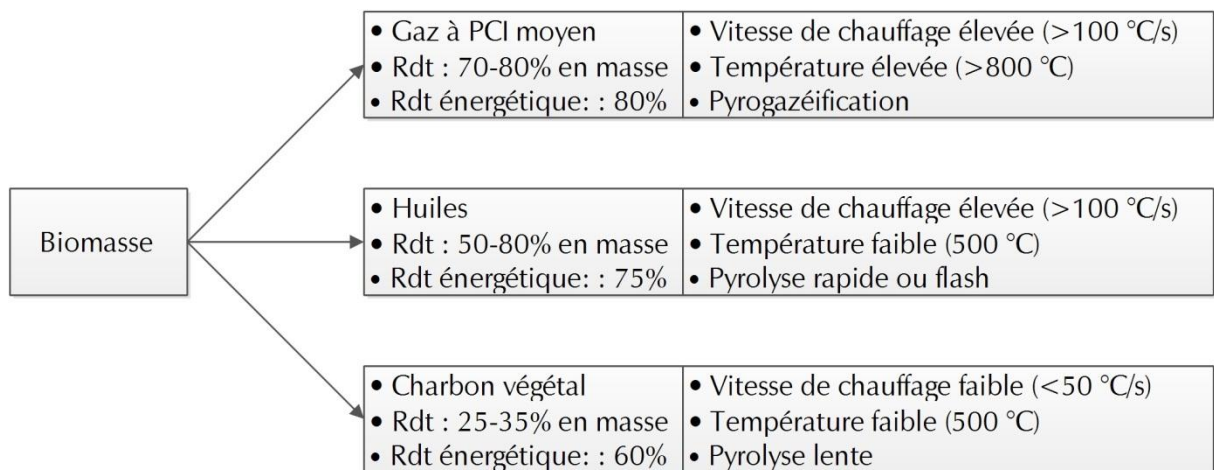 • Gaz à PCI moyen
• Rdt : 70-80% en masse
• Rdt énergétique: : 80%
• Vitesse de chauffage élevée (>100 °C/s)
• Température élevée (>800 °C)
• Pyrogazéification
Biomasse
• Huiles
• Rdt : 50-80% en masse
• Rdt énergétique: : 75%
• Vitesse de chauffage élevée (>100 °C/s)
• Température faible (500 °C)
• Pyrolyse rapide ou flash
• Charbon végétal
• Rdt : 25-35% en masse
• Rdt énergétique: : 60%
• Vitesse de chauffage faible (<50 °C/s)
• Température faible (500 °C)
• Pyrolyse lente